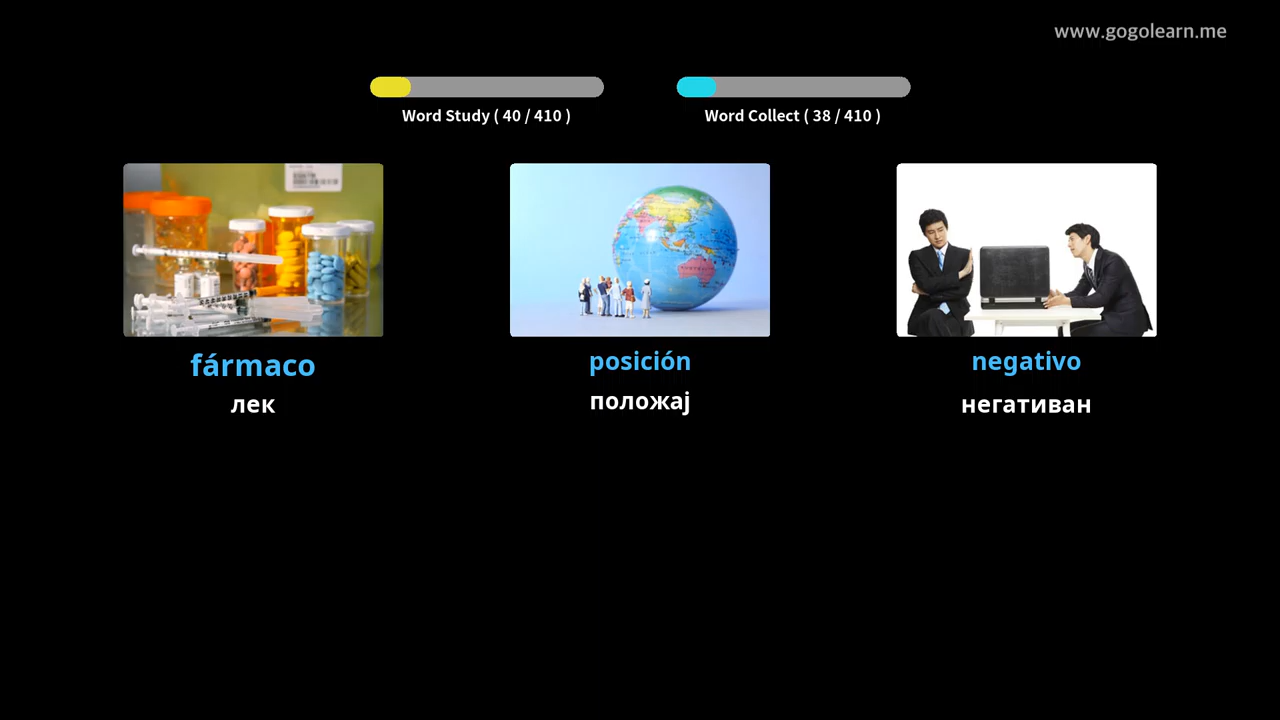 www.gogolearn.me
Word Study ( 40 / 410 )
Word Collect ( 38 / 410 )
fármaco
лек
posición
положај
negativo
негативан